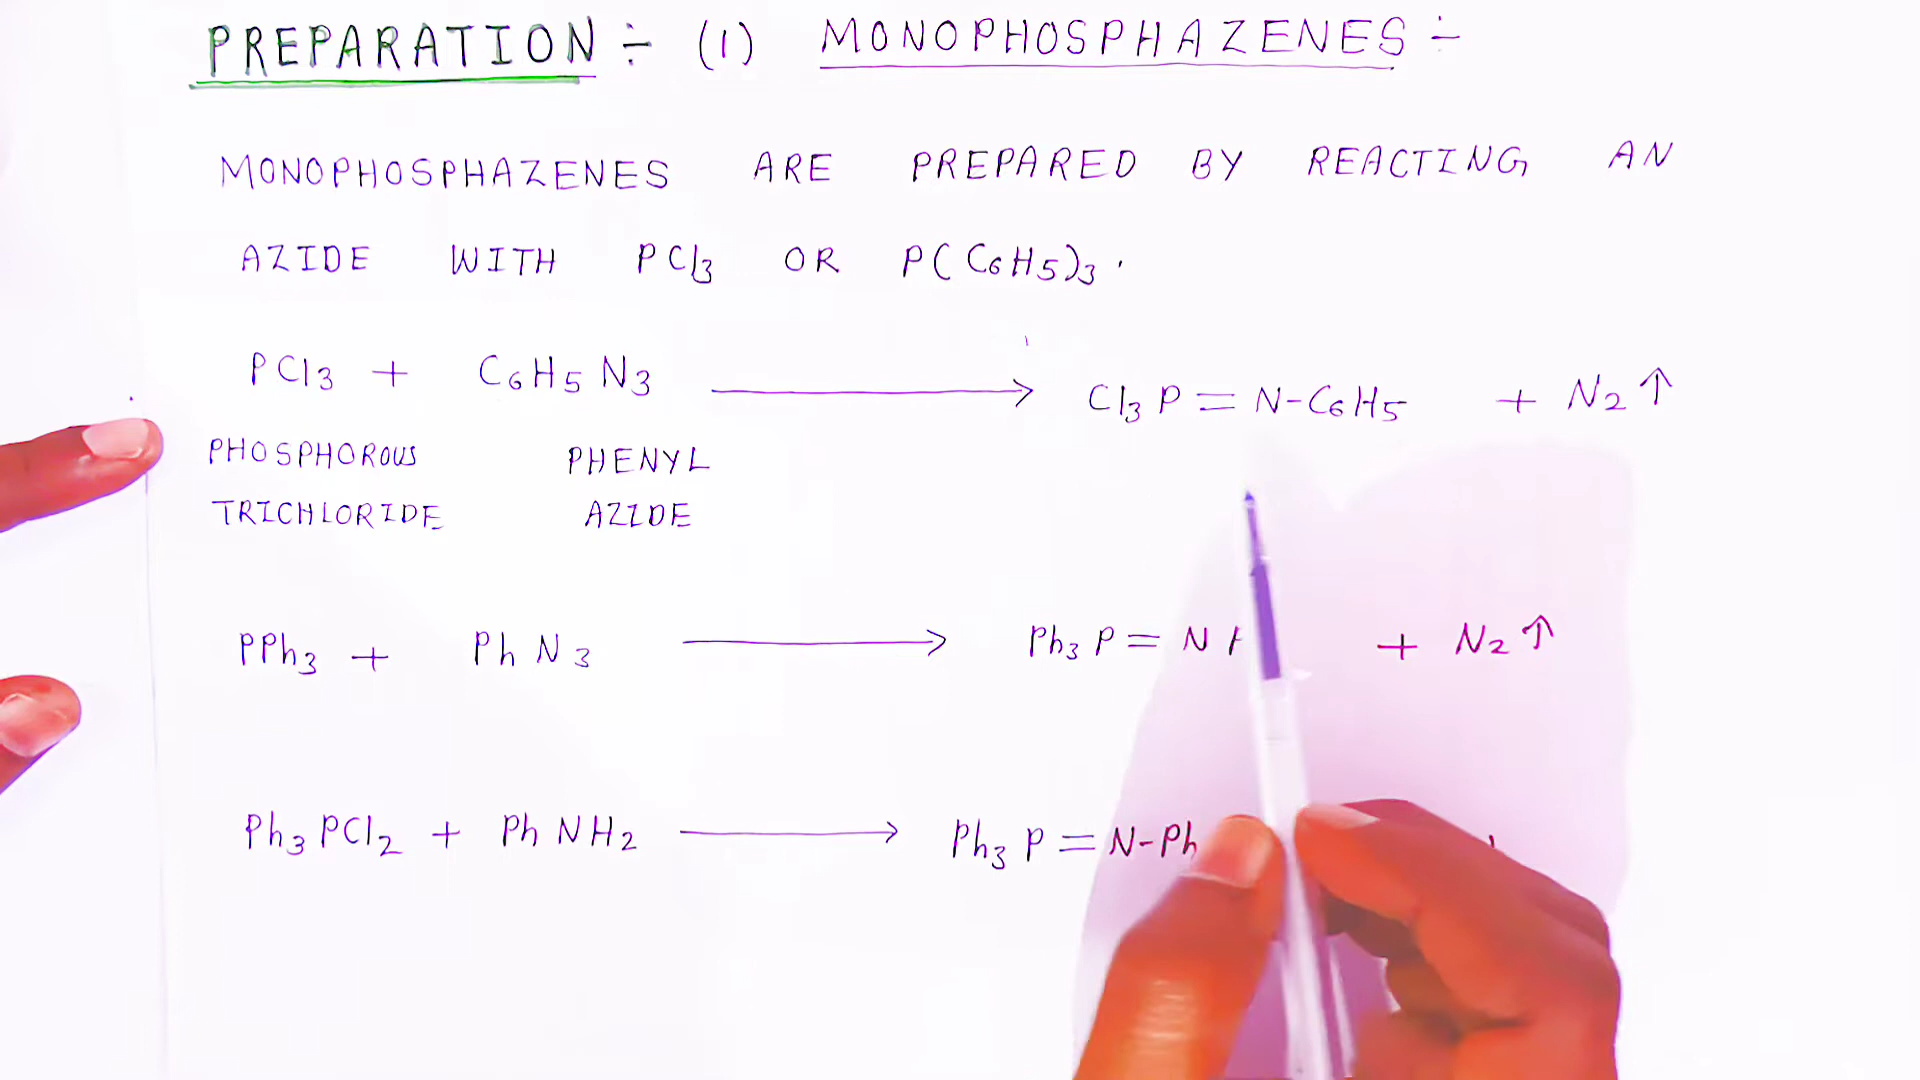 PREPARATION ÷ (1) MONOPHOSPHAZENES ÷
MONOPHOSPHAZENES ARE PREPARED BY REACTING AN
AZIDE WITH PCl3 OR P(C6H5)3.
PCl3 + C6H5N3 ⟶ Cl3P=N-C6H5 + N2↑
PHOSPHOROUS PHENYL
TRICHLORIDE AZIDE
PPh3 + PhN3 ⟶ Ph3P=N + N2↑
Ph3PCl2 + PhNH2 ⟶ Ph3P=N-Ph